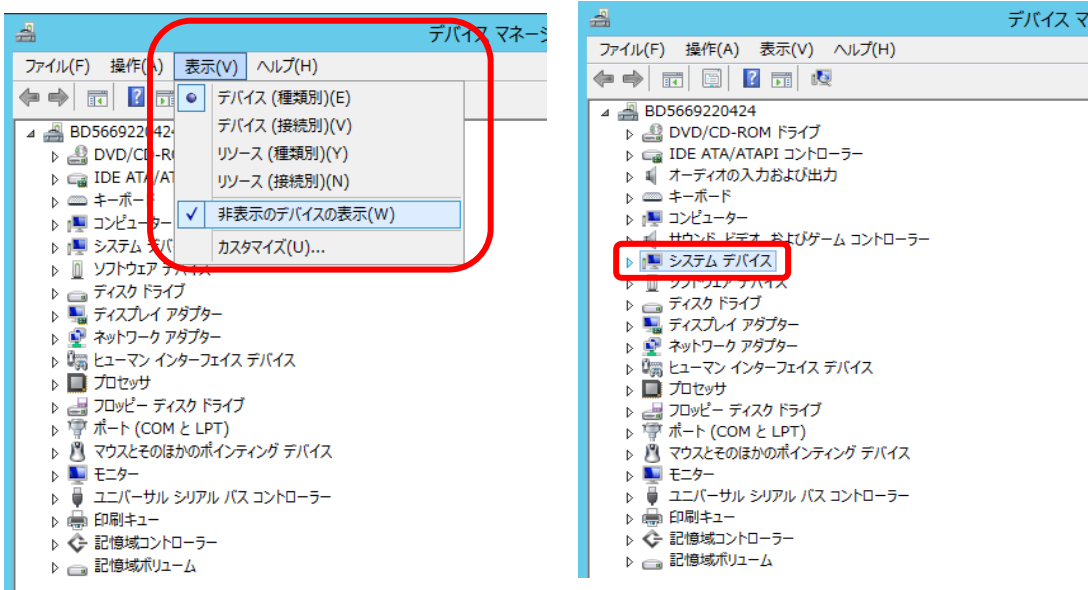 デバイス マネージ
ファイル(F) 操作(A) 表示(V) ヘルプ(H)
デバイス (種類別)(E)
デバイス (接続別)(V)
リソース (種類別)(Y)
リソース (接続別)(N)
非表示のデバイスの表示(W)
カスタマイズ(U)...
BD5669220424
DVD/CD-R
IDE ATA/AT
キーボード
コンピューター
システム デバ
ソフトウェア デバイス
ディスク ドライブ
ディスプレイ アダプター
ネットワーク アダプター
ヒューマン インターフェイス デバイス
プロセッサ
フロッピー ディスク ドライブ
ポート (COM と LPT)
マウスとそのほかのポインティング デバイス
モニター
ユニバーサル シリアル バス コントローラー
印刷キュー
記憶域コントローラー
記憶域ボリューム
デバイス マ
ファイル(F) 操作(A) 表示(V) ヘルプ(H)
BD5669220424
DVD/CD-ROM ドライブ
IDE ATA/ATAPI コントローラー
オーディオの入力および出力
キーボード
コンピューター
サウンド、ビデオ、およびゲーム コントローラー
システム デバイス
ソフトウェア デバイス
ディスク ドライブ
ディスプレイ アダプター
ネットワーク アダプター
ヒューマン インターフェイス デバイス
プロセッサ
フロッピー ディスク ドライブ
ポート (COM と LPT)
マウスとそのほかのポインティング デバイス
モニター
ユニバーサル シリアル バス コントローラー
印刷キュー
記憶域コントローラー
記憶域ボリューム